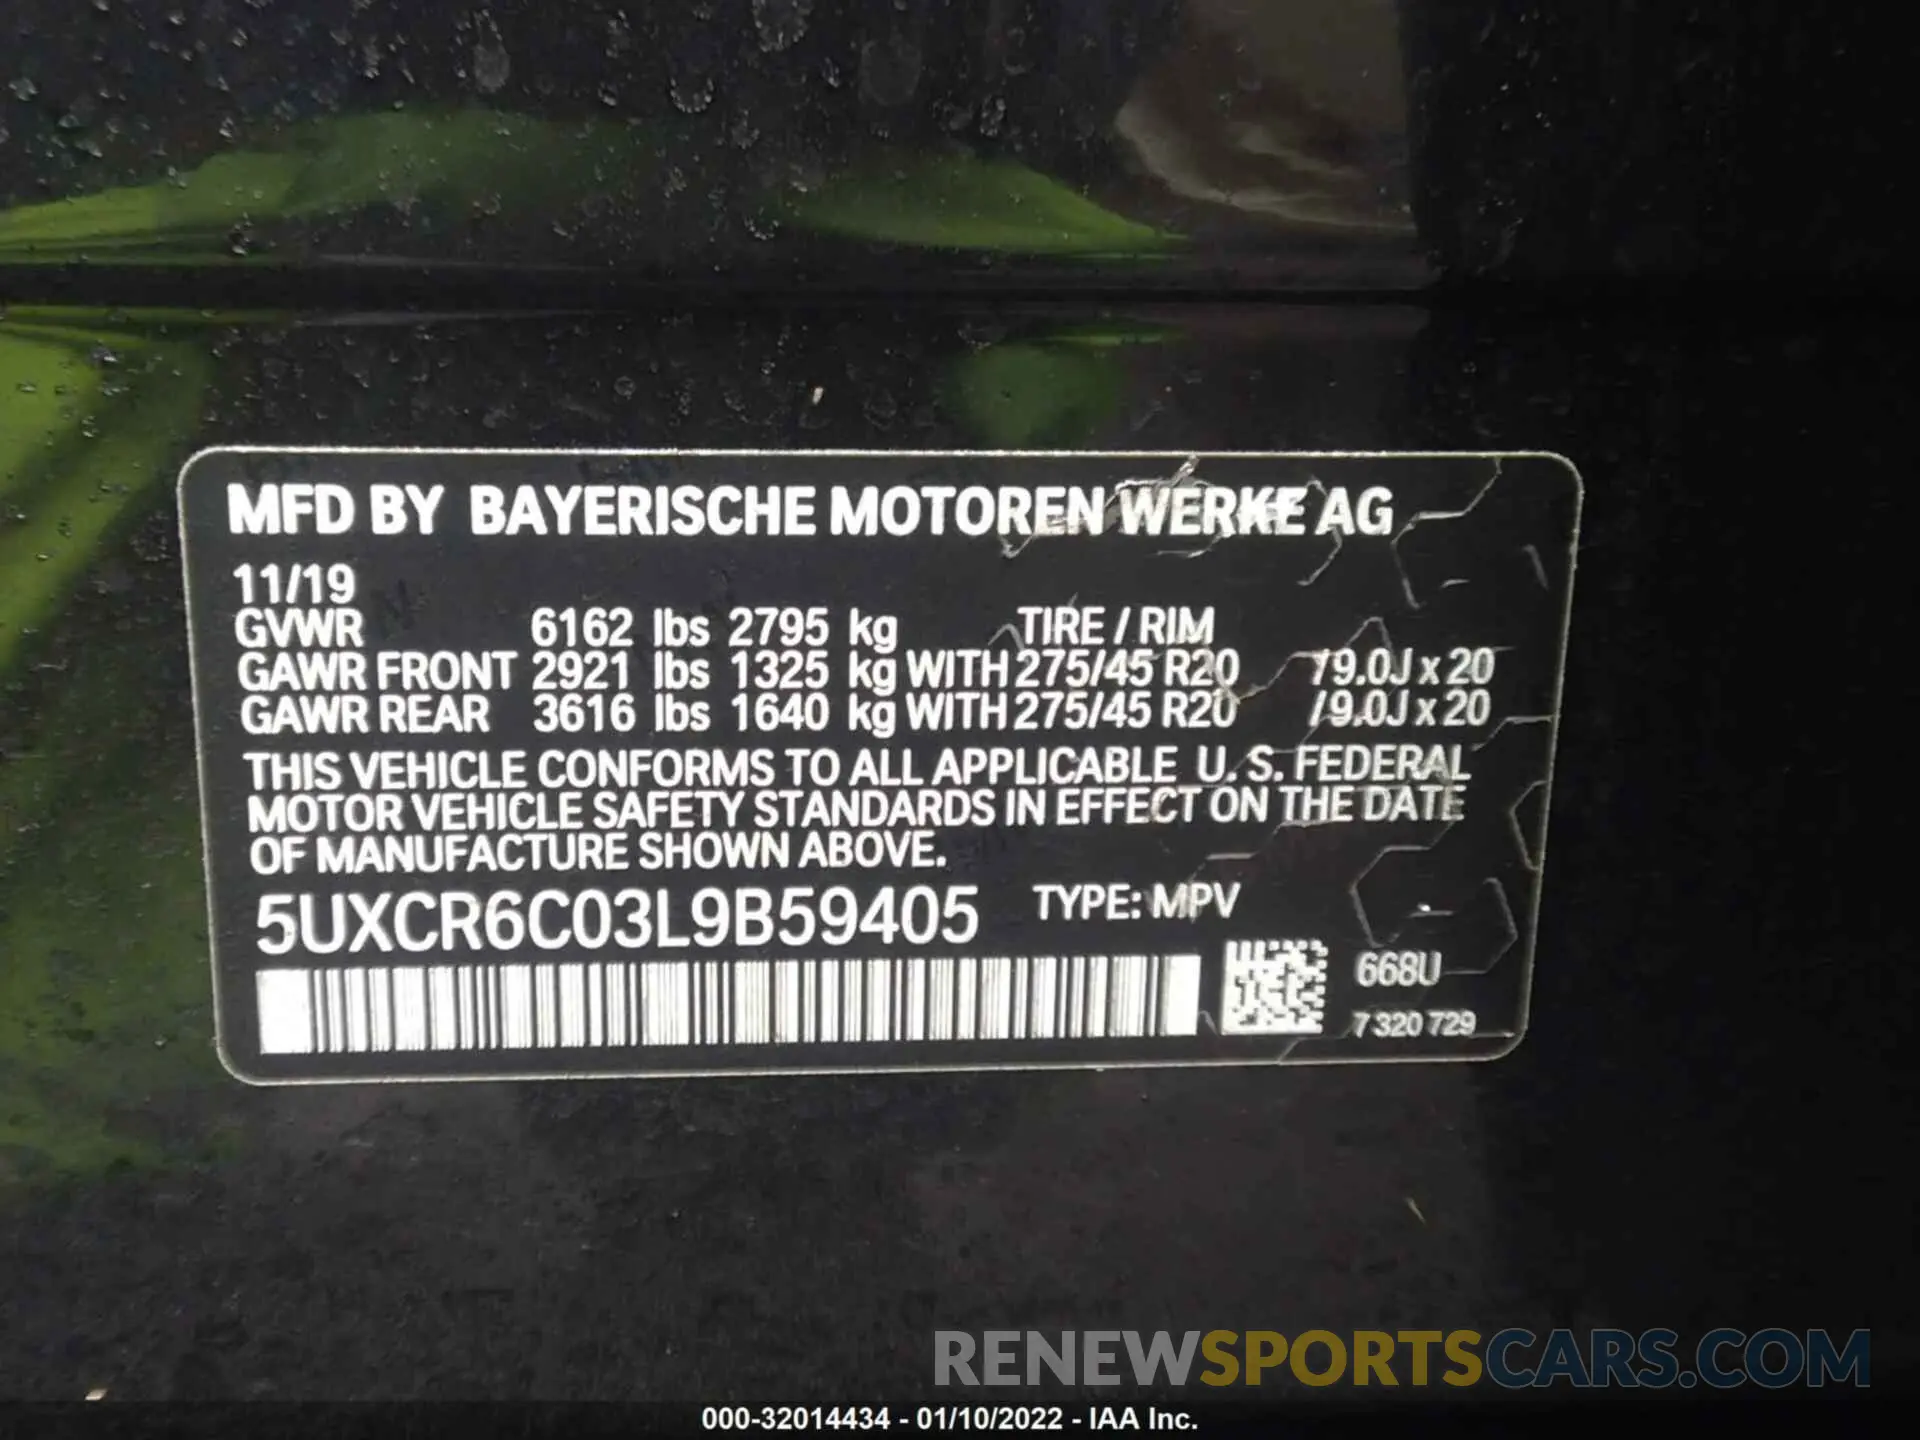 MFD BY BAYERISCHE MOTOREN WERKE AG
11/19
GVWR 6162 lbs 2795 kg TIRE / RIM
GAWR FRONT 2921 lbs 1325 kg WITH 275/45 R20 /9.0J x 20
GAWR REAR 3616 lbs 1640 kg WITH 275/45 R20 /9.0J x 20
THIS VEHICLE CONFORMS TO ALL APPLICABLE U. S. FEDERAL
MOTOR VEHICLE SAFETY STANDARDS IN EFFECT ON THE DATE
OF MANUFACTURE SHOWN ABOVE.
5UXCR6C03L9B59405 TYPE: MPV
668U
7 320 729
RENEWSPORTSCARS.COM
000-32014434 - 01/10/2022 - IAA Inc.